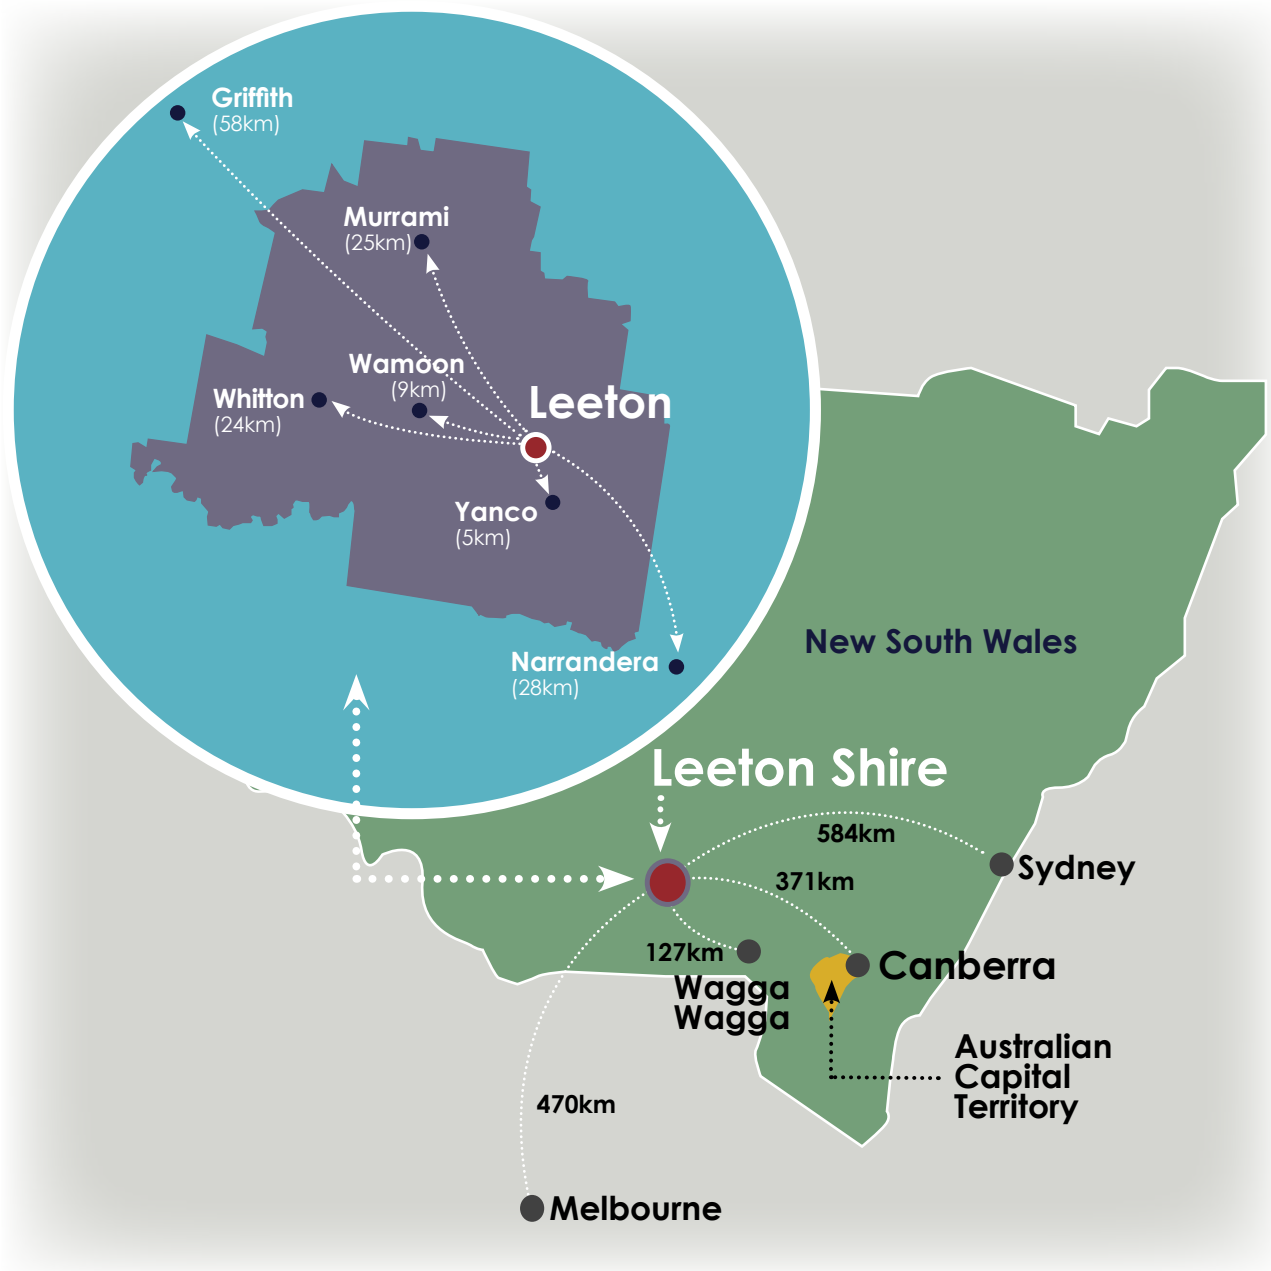 Griffith
(58km)
Murrami
(25km)
Wamoon
(9km)
Whitton
(24km)
Leeton
Yanco
(5km)
Narrandera
(28km)
New South Wales
Leeton Shire
584km
Sydney
371km
127km
Wagga
Wagga
Canberra
Australian
Capital
Territory
470km
Melbourne